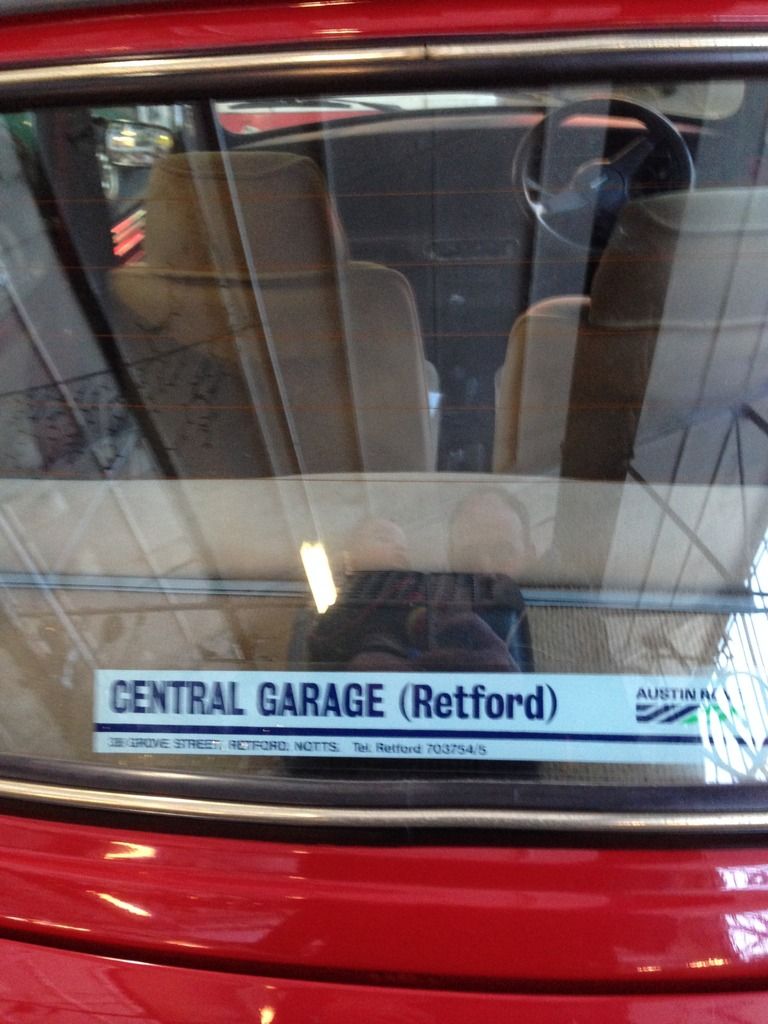 CENTRAL GARAGE (Retford)
AUSTIN
GROVE STREET, RETFORD, NOTTS. Tel. Retford 703754/5